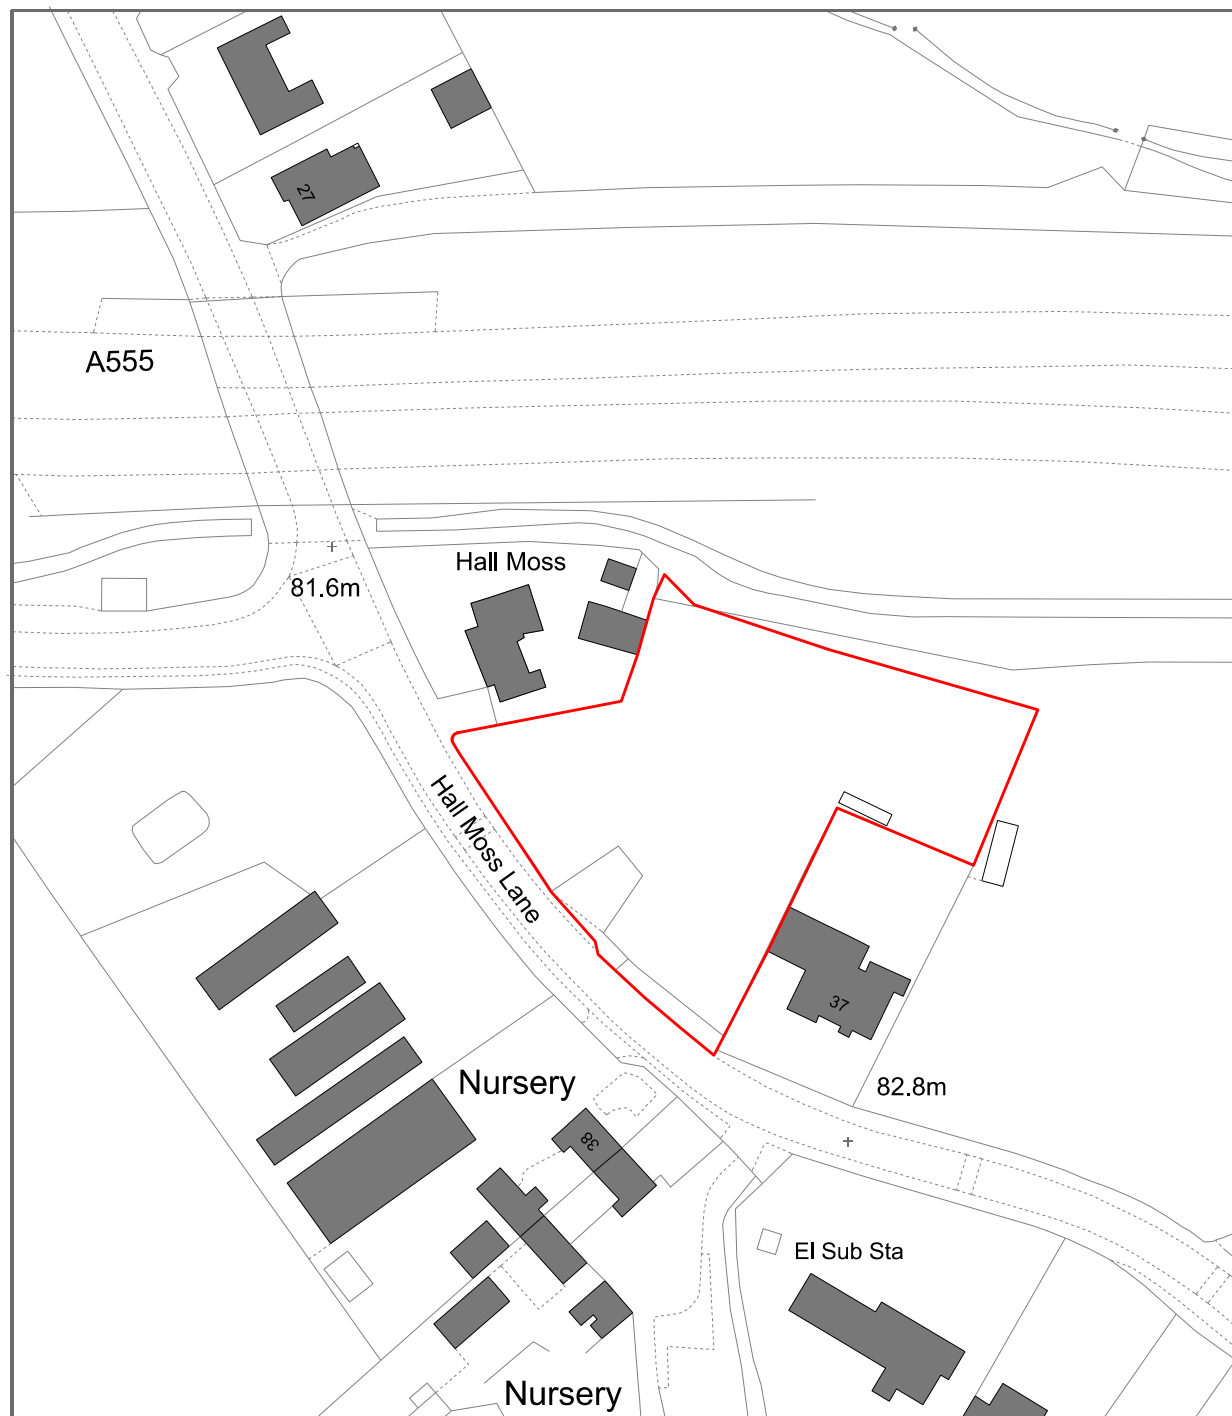 27
A555
Hall Moss
81.6m
Hall Moss Lane
37
Nursery
82.8m
38
El Sub Sta
Nursery